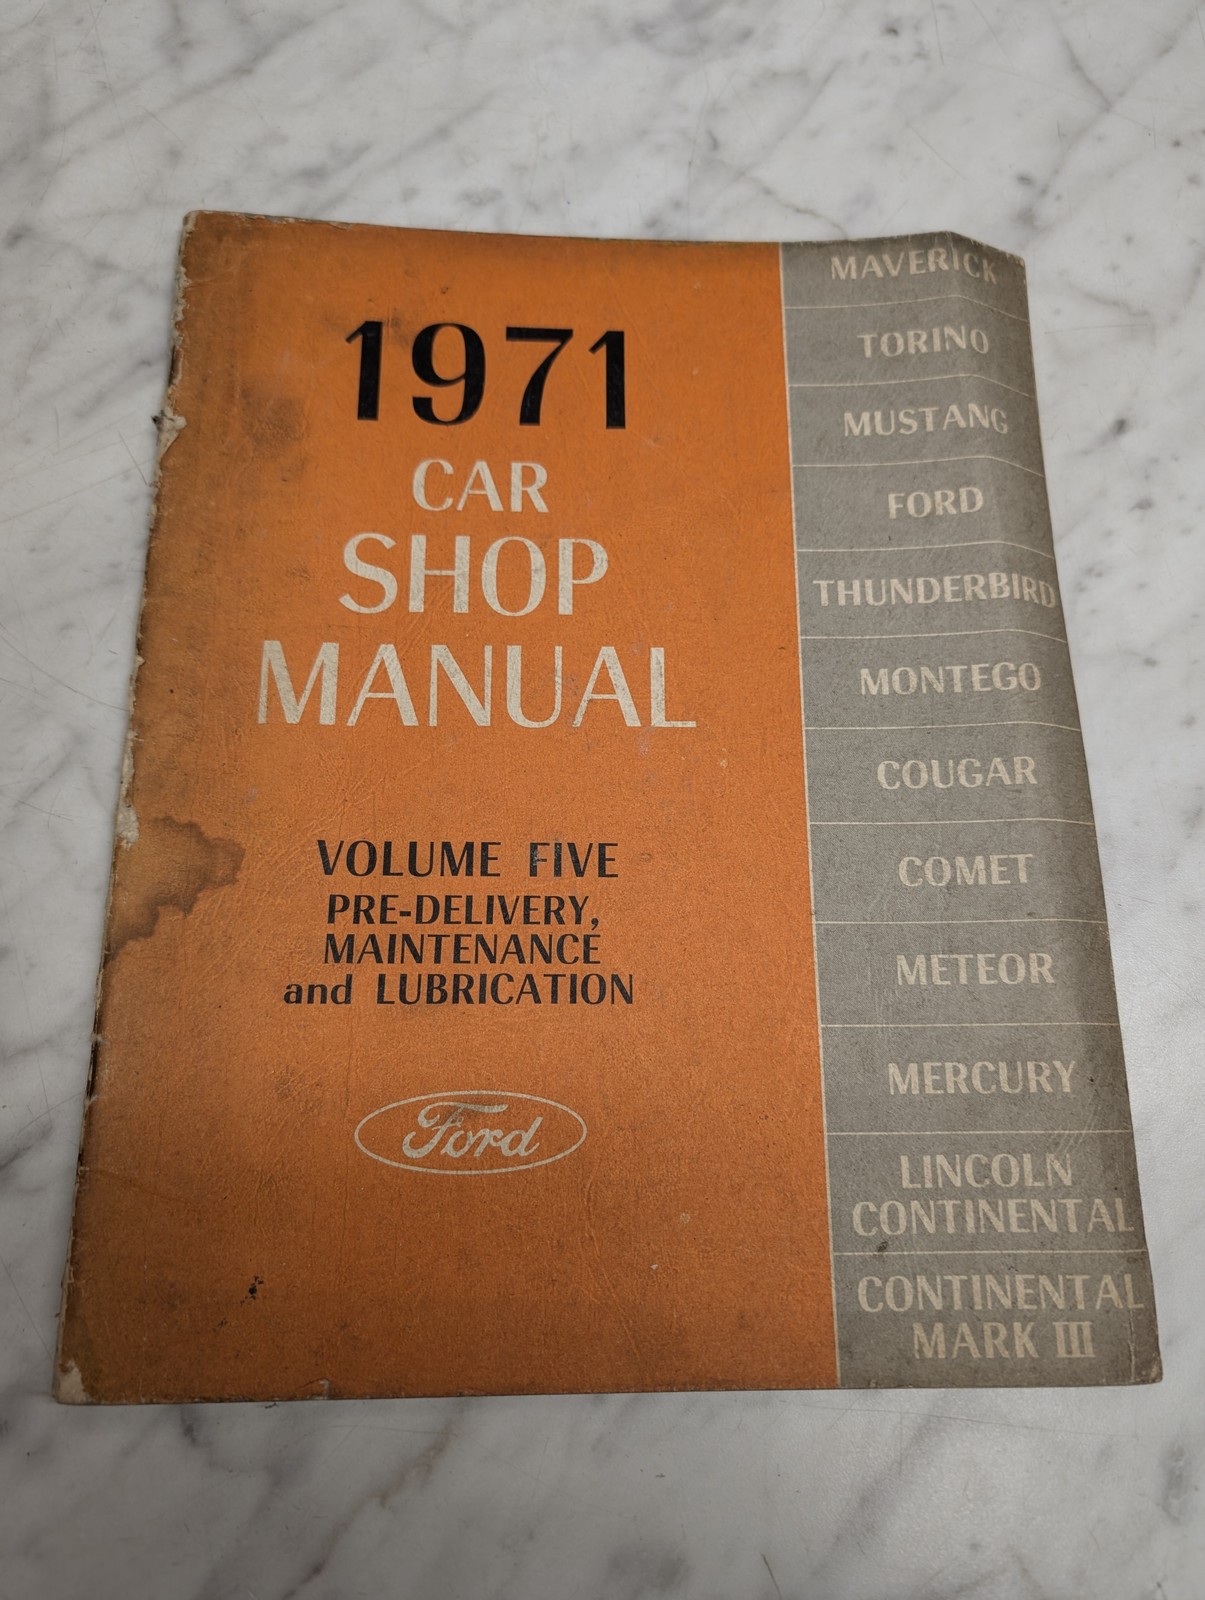 1971
CAR
SHOP
MANUAL
VOLUME FIVE
PRE-DELIVERY,
MAINTENANCE
and LUBRICATION
Ford
MAVERICK
TORINO
MUSTANG
FORD
THUNDERBIRD
MONTEGO
COUGAR
COMET
METEOR
MERCURY
LINCOLN
CONTINENTAL
CONTINENTAL
MARK III